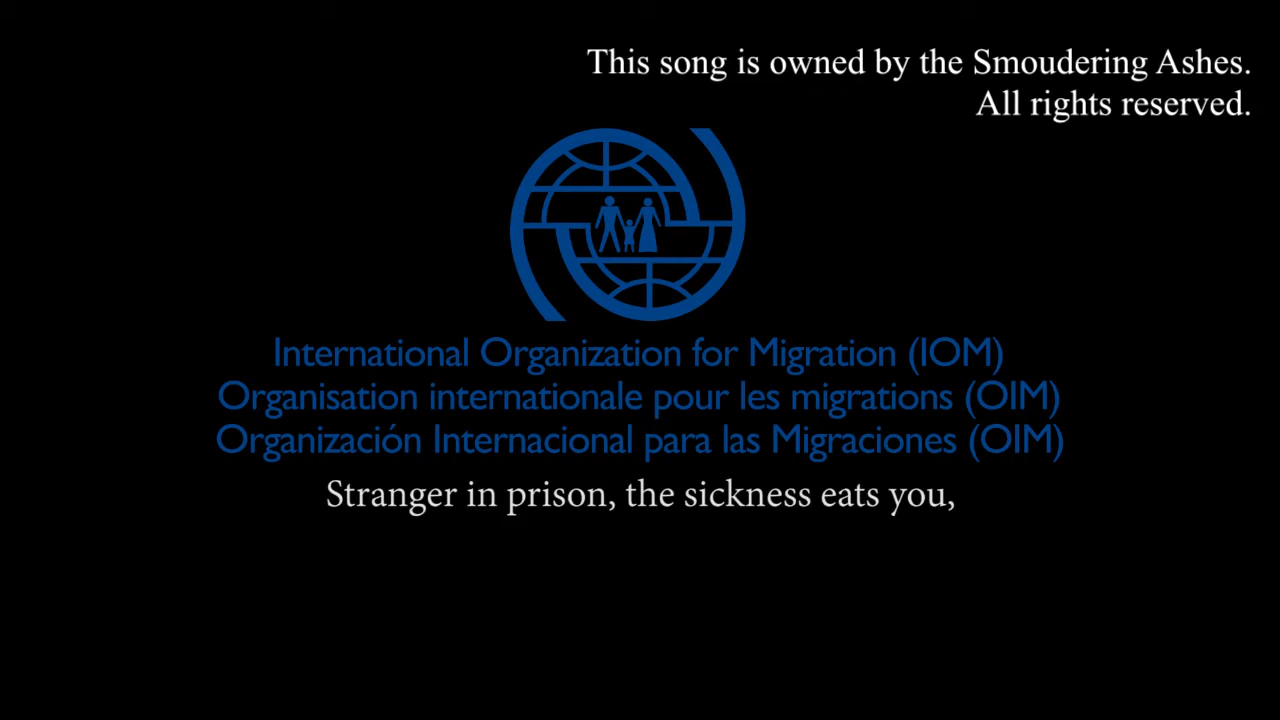 This song is owned by the Smoudering Ashes.
All rights reserved.
International Organization for Migration (IOM)
Organisation internationale pour les migrations (OIM)
Organización Internacional para las Migraciones (OIM)
Stranger in prison, the sickness eats you,